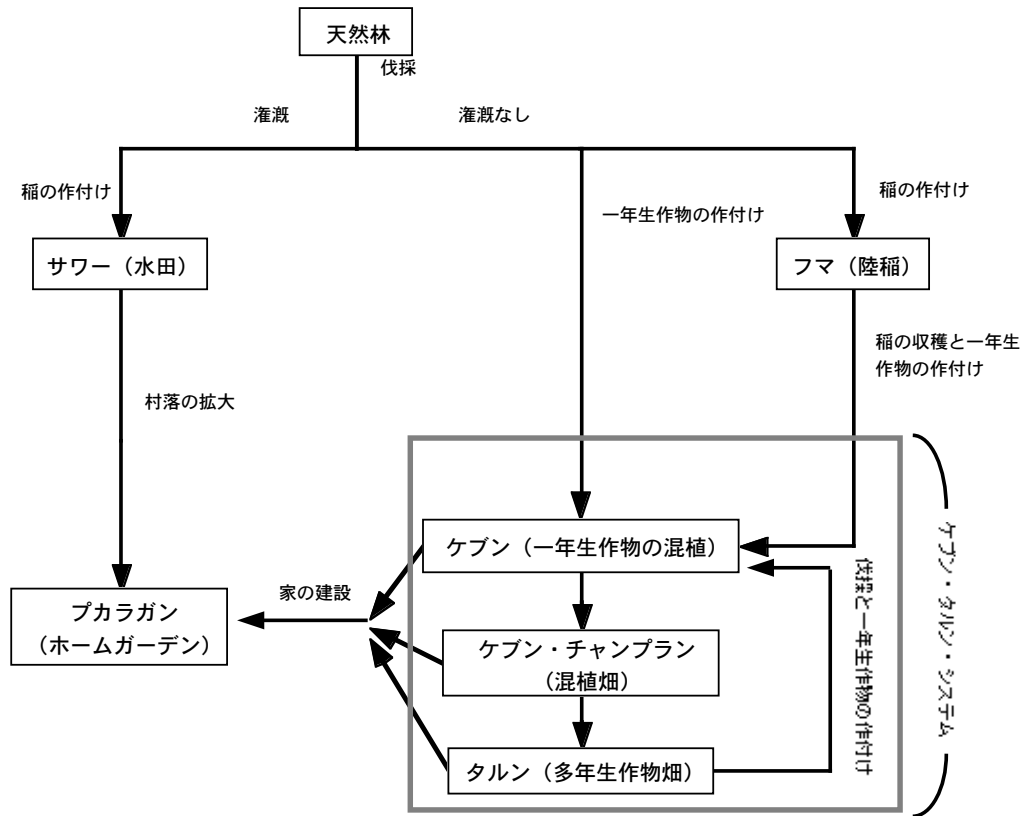 天然林
伐採
潅漑
潅漑なし
稲の作付け
一年生作物の作付け
稲の作付け
サワー（水田）
フマ（陸稲）
稲の収穫と一年生
作物の作付け
村落の拡大
ケブン・タルン・システム
ケブン（一年生作物の混植）
伐採と一年生作物の作付け
家の建設
プカラガン
（ホームガーデン）
ケブン・チャンプラン
（混植畑）
タルン（多年生作物畑）